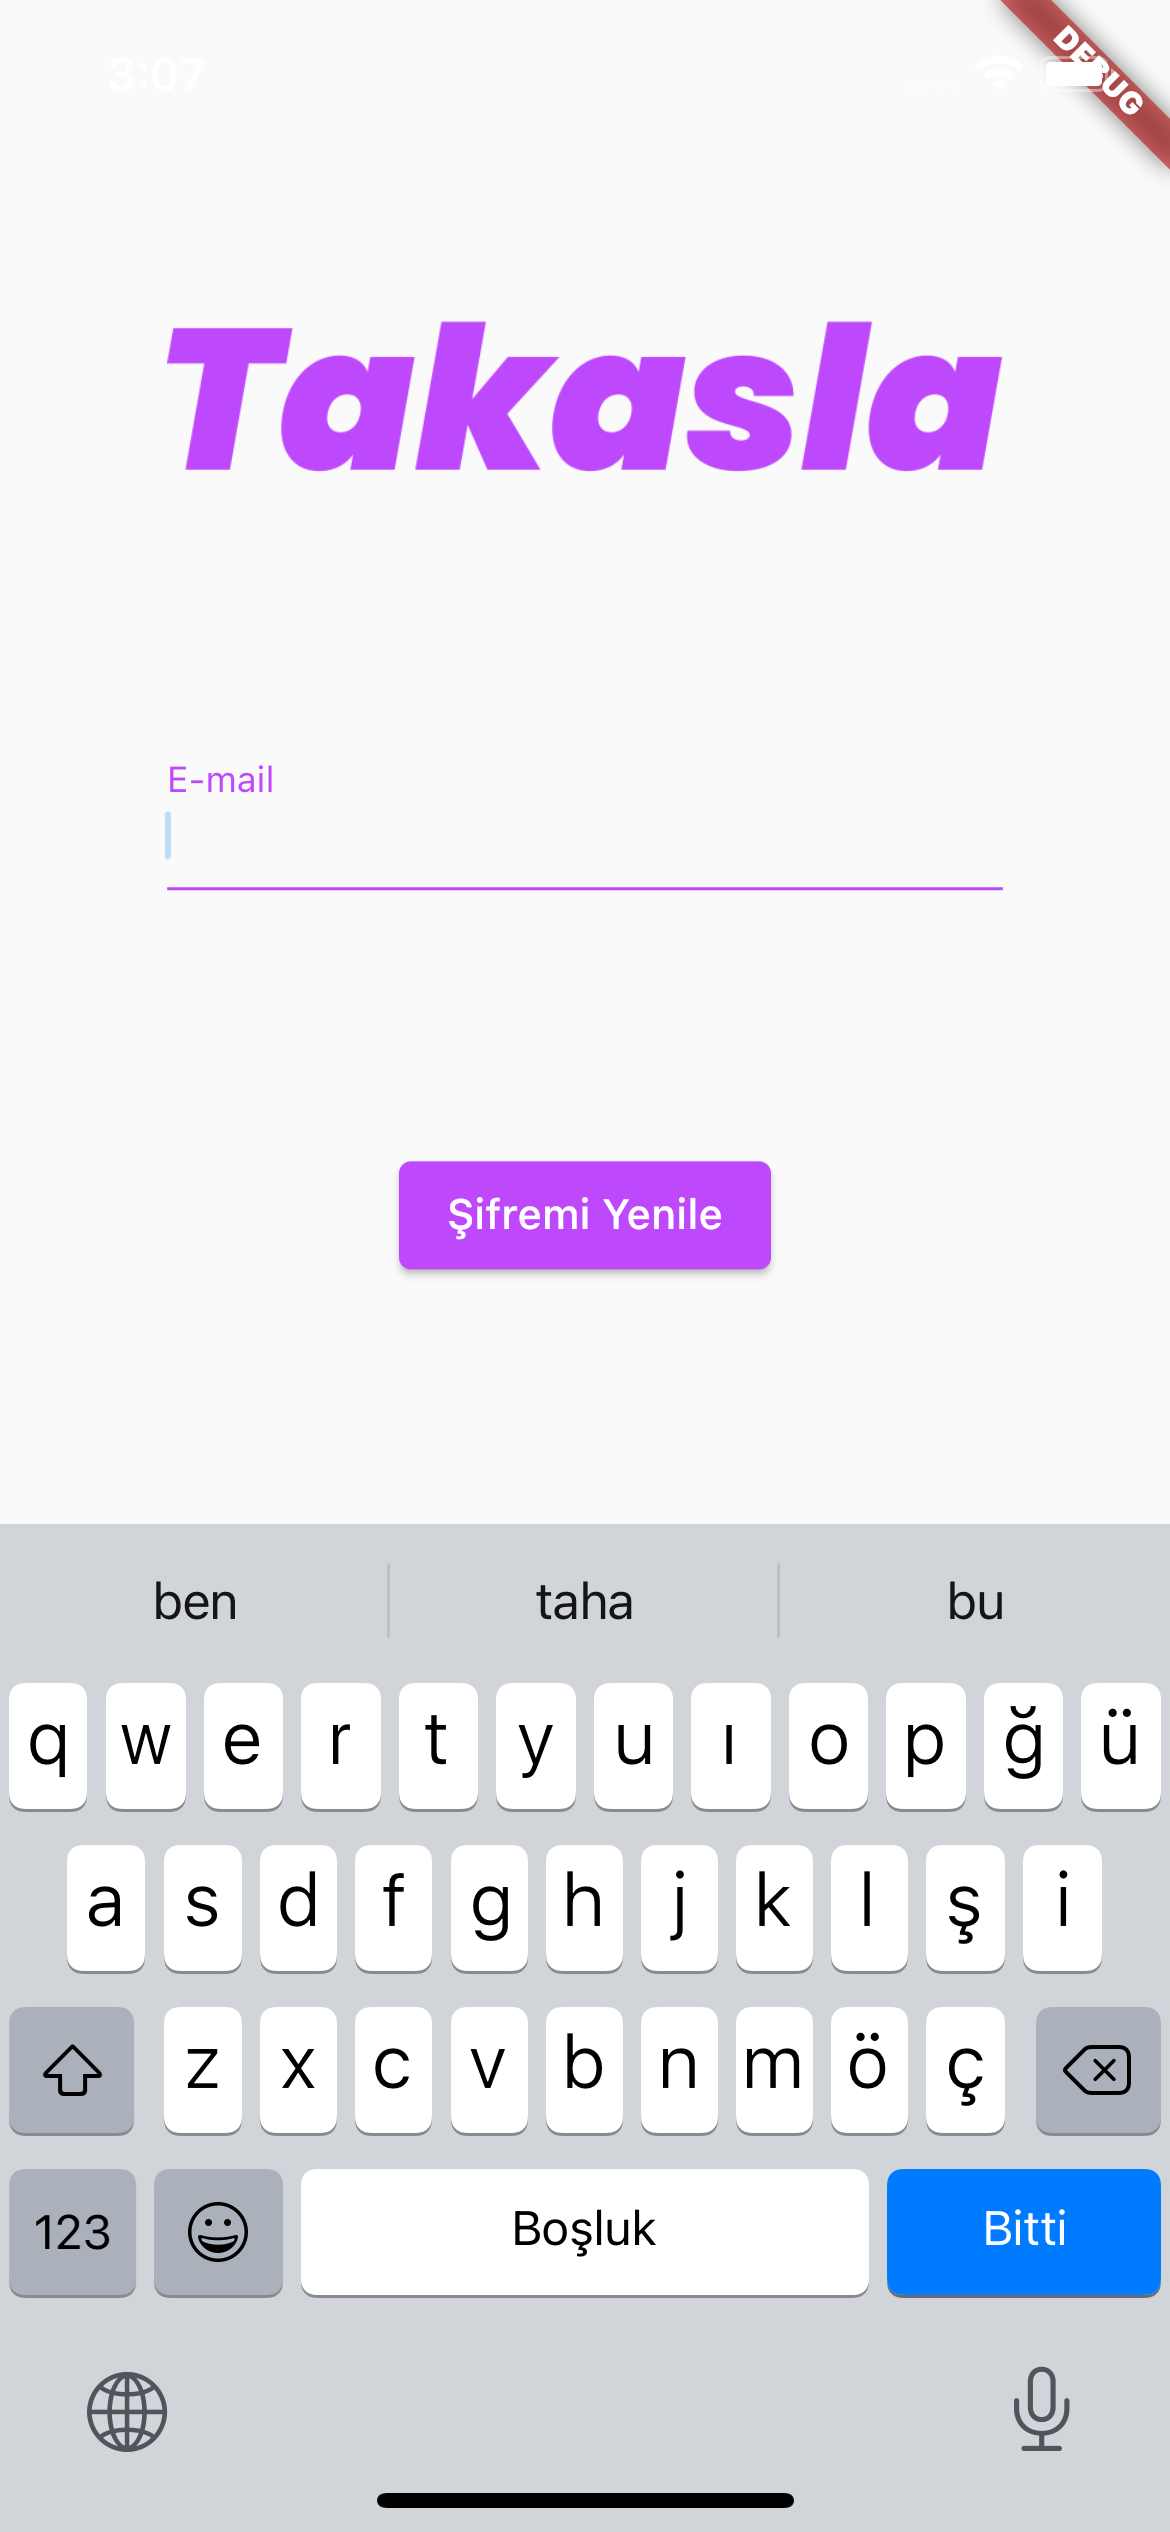 3:07
DEBUG
Takasla
E-mail
Şifremi Yenile
ben taha bu
q w e r t y u ı o p ğ ü
a s d f g h j k l ş i
z x c v b n m ö ç
123 Boşluk Bitti